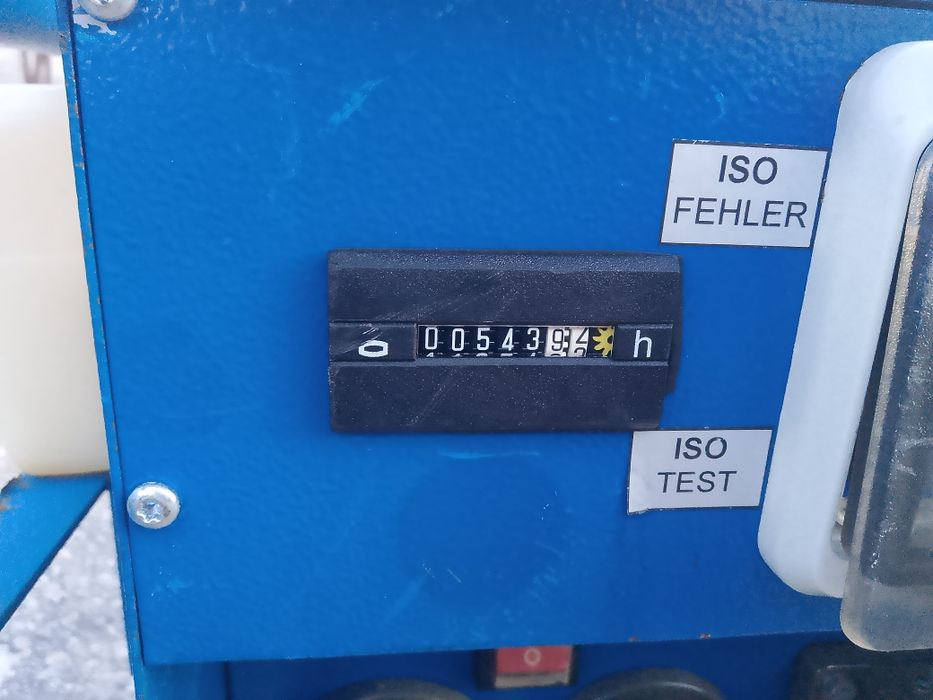 ISO
FEHLER
0054394 h
ISO
TEST